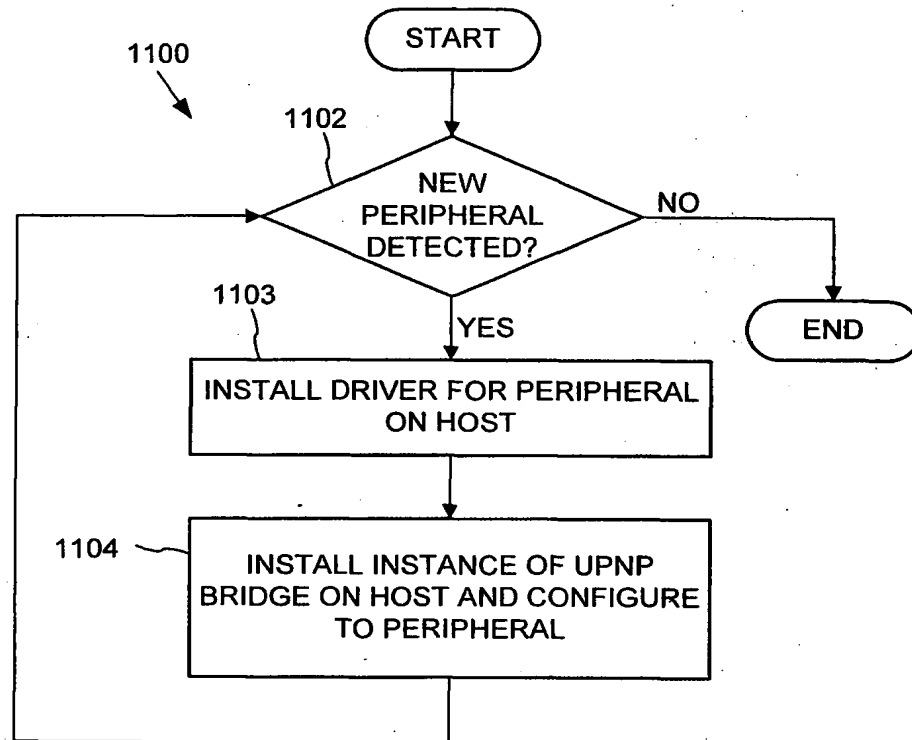 START
1100
1102
NEW
PERIPHERAL
DETECTED?
NO
1103
YES
END
INSTALL DRIVER FOR PERIPHERAL
ON HOST
1104
INSTALL INSTANCE OF UPNP
BRIDGE ON HOST AND CONFIGURE
TO PERIPHERAL